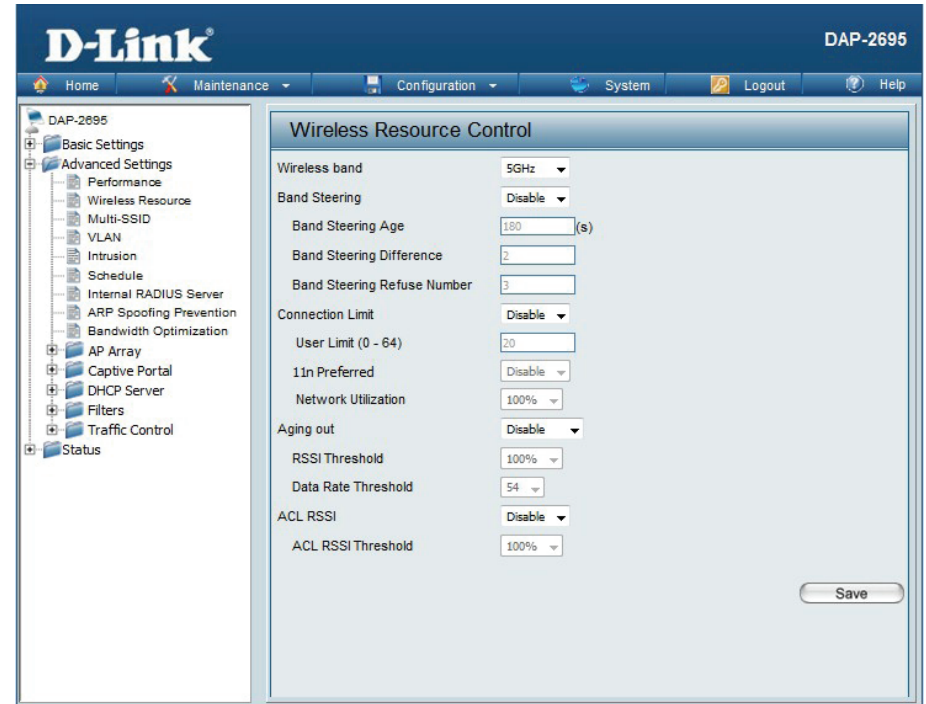 D-Link
DAP-2695
Home Maintenance Configuration System Logout Help
DAP-2695
Basic Settings
Advanced Settings
Performance
Wireless Resource
Multi-SSID
VLAN
Intrusion
Schedule
Internal RADIUS Server
ARP Spoofing Prevention
Bandwidth Optimization
AP Array
Captive Portal
DHCP Server
Filters
Traffic Control
Status
Wireless Resource Control
Wireless band 5GHz
Band Steering Disable
Band Steering Age 180 (s)
Band Steering Difference 2
Band Steering Refuse Number 3
Connection Limit Disable
User Limit (0 - 64) 20
11n Preferred Disable
Network Utilization 100%
Aging out Disable
RSSI Threshold 100%
Data Rate Threshold 54
ACL RSSI Disable
ACL RSSI Threshold 100%
Save